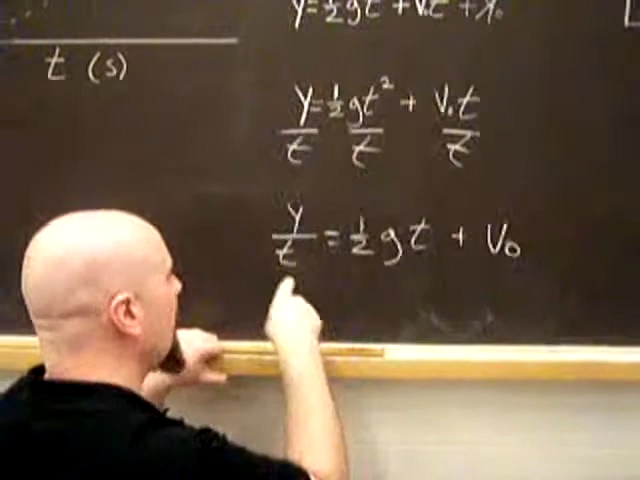 y=½gt²+v₀t+y₀
t (s)
y=½gt² + v₀t
t t t
y
— = ½gt + v₀
t